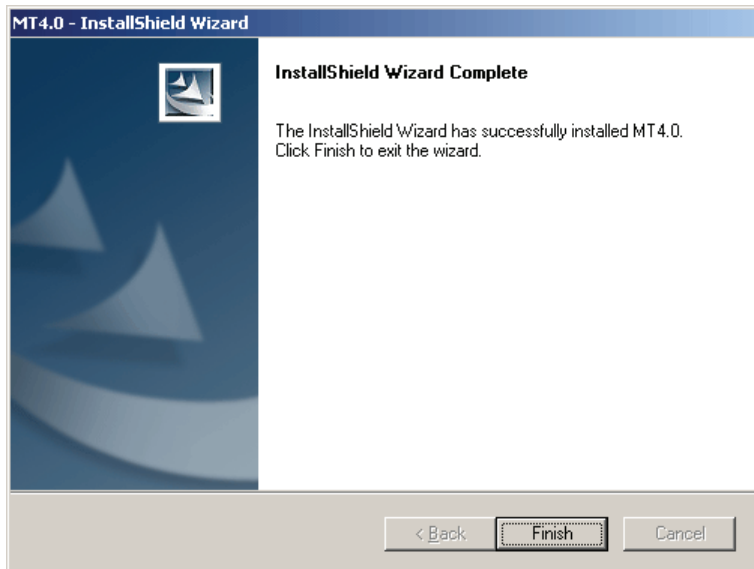 MT4.0 - InstallShield Wizard
InstallShield Wizard Complete
The InstallShield Wizard has successfully installed MT4.0.
Click Finish to exit the wizard.
< Back
Finish
Cancel